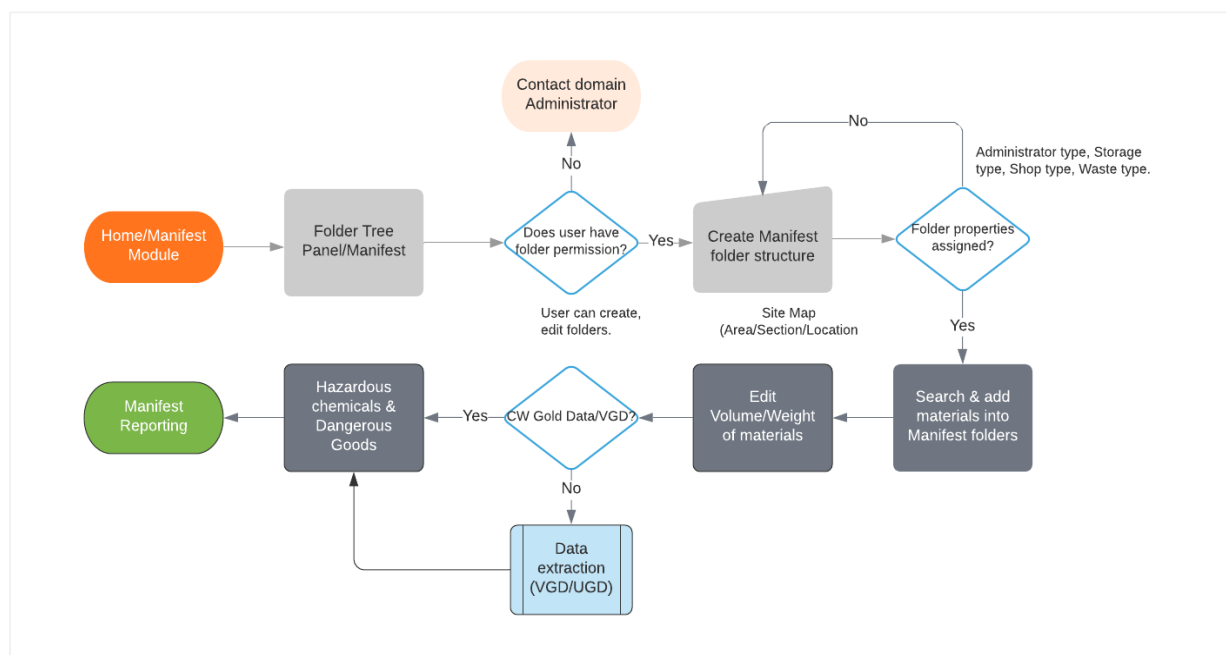 Contact domain
Administrator
No
No
Administrator type, Storage
type, Shop type, Waste type.
Home/Manifest
Module
Folder Tree
Panel/Manifest
Does user have
folder permission?
Yes
Create Manifest
folder structure
Folder properties
assigned?
User can create,
edit folders.
Site Map
(Area/Section/Location
Yes
Manifest
Reporting
Hazardous
chemicals &
Dangerous
Goods
Yes
CW Gold Data/VGD?
Edit
Volume/Weight
of materials
Search & add
materials into
Manifest folders
No
Data
extraction
(VGD/UGD)